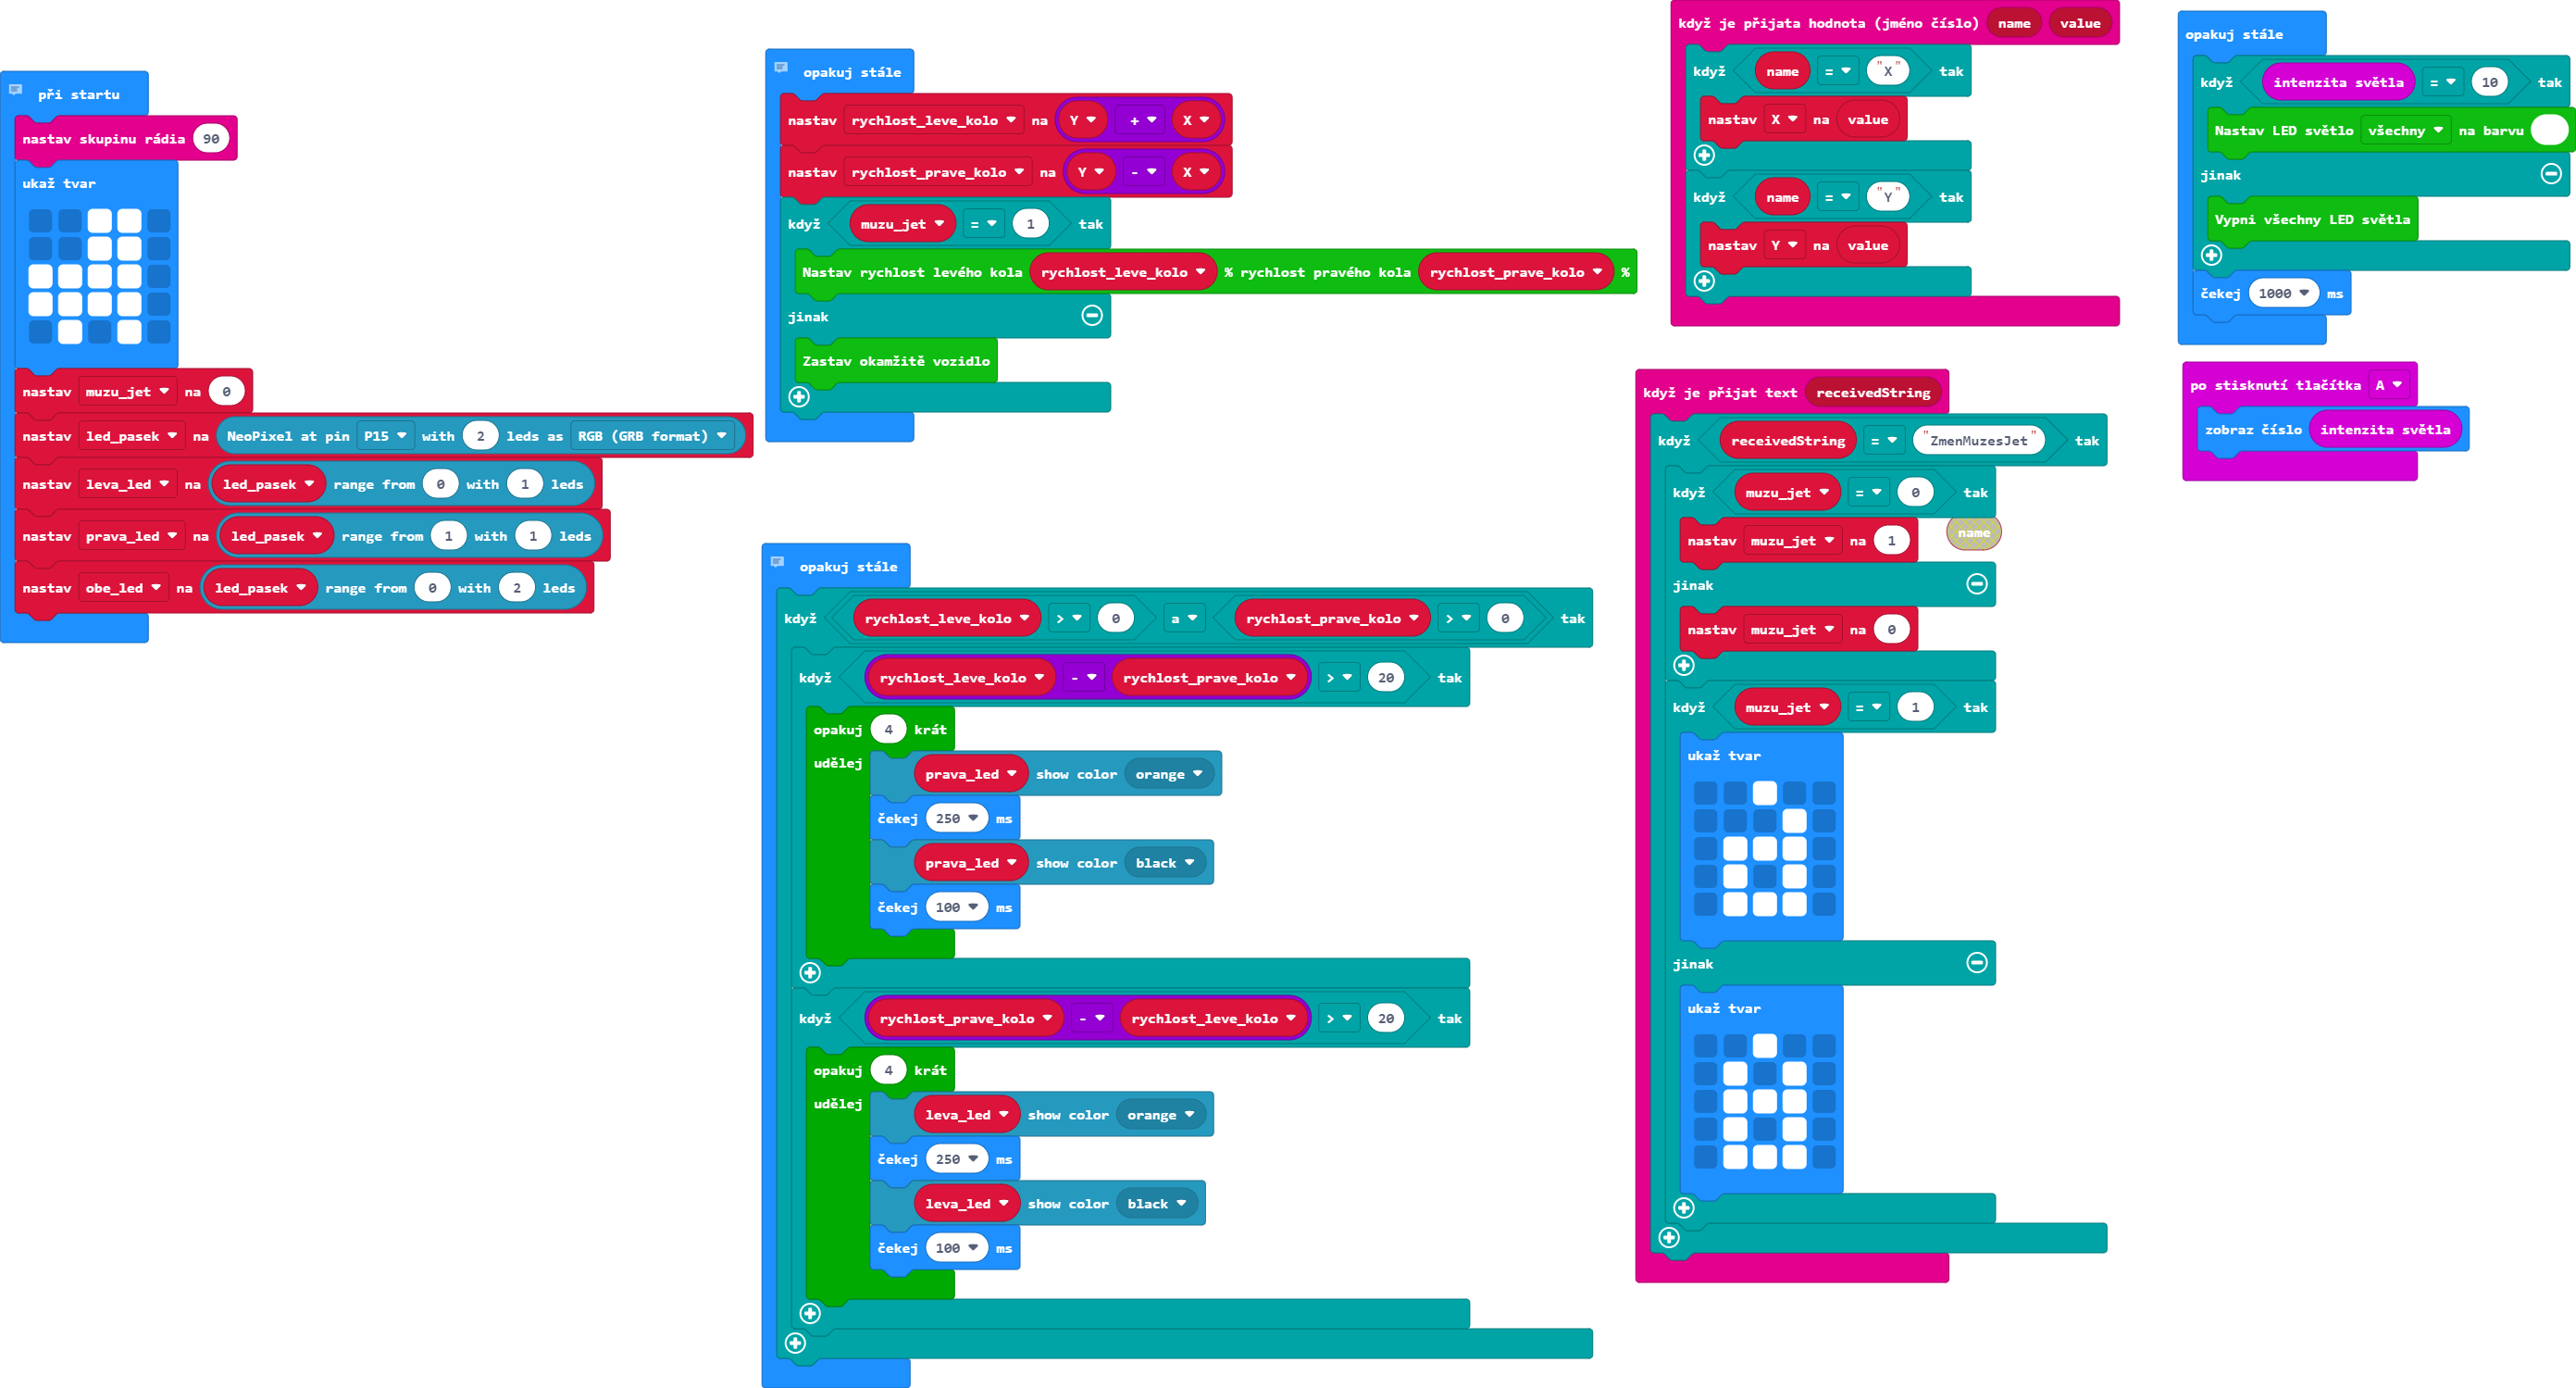 při startu
nastav skupinu rádia 90
ukaž tvar
nastav muzu_jet na 0
nastav led_pasek na NeoPixel at pin P15 with 2 leds as RGB (GRB format)
nastav leva_led na led_pasek range from 0 with 1 leds
nastav prava_led na led_pasek range from 1 with 1 leds
nastav obe_led na led_pasek range from 0 with 2 leds
opakuj stále
nastav rychlost_leve_kolo na Y + X
nastav rychlost_prave_kolo na Y - X
když muzu_jet = 1 tak
Nastav rychlost levého kola rychlost_leve_kolo % rychlost pravého kola rychlost_prave_kolo %
jinak
Zastav okamžitě vozidlo
opakuj stále
když rychlost_leve_kolo > 0 a rychlost_prave_kolo > 0 tak
když rychlost_leve_kolo - rychlost_prave_kolo > 20 tak
opakuj 4 krát
udělej
prava_led show color orange
čekej 250 ms
prava_led show color black
čekej 100 ms
když rychlost_prave_kolo - rychlost_leve_kolo > 20 tak
opakuj 4 krát
udělej
leva_led show color orange
čekej 250 ms
leva_led show color black
čekej 100 ms
když je přijata hodnota (jméno číslo) name value
když name = "X" tak
nastav X na value
když name = "Y" tak
nastav Y na value
když je přijat text receivedString
když receivedString = "ZmenMuzesJet" tak
když muzu_jet = 0 tak
nastav muzu_jet na 1
name
jinak
nastav muzu_jet na 0
když muzu_jet = 1 tak
ukaž tvar
jinak
ukaž tvar
opakuj stále
když intenzita světla = 10 tak
Nastav LED světlo všechny na barvu
jinak
Vypni všechny LED světla
čekej 1000 ms
po stisknutí tlačítka A
zobraz číslo intenzita světla